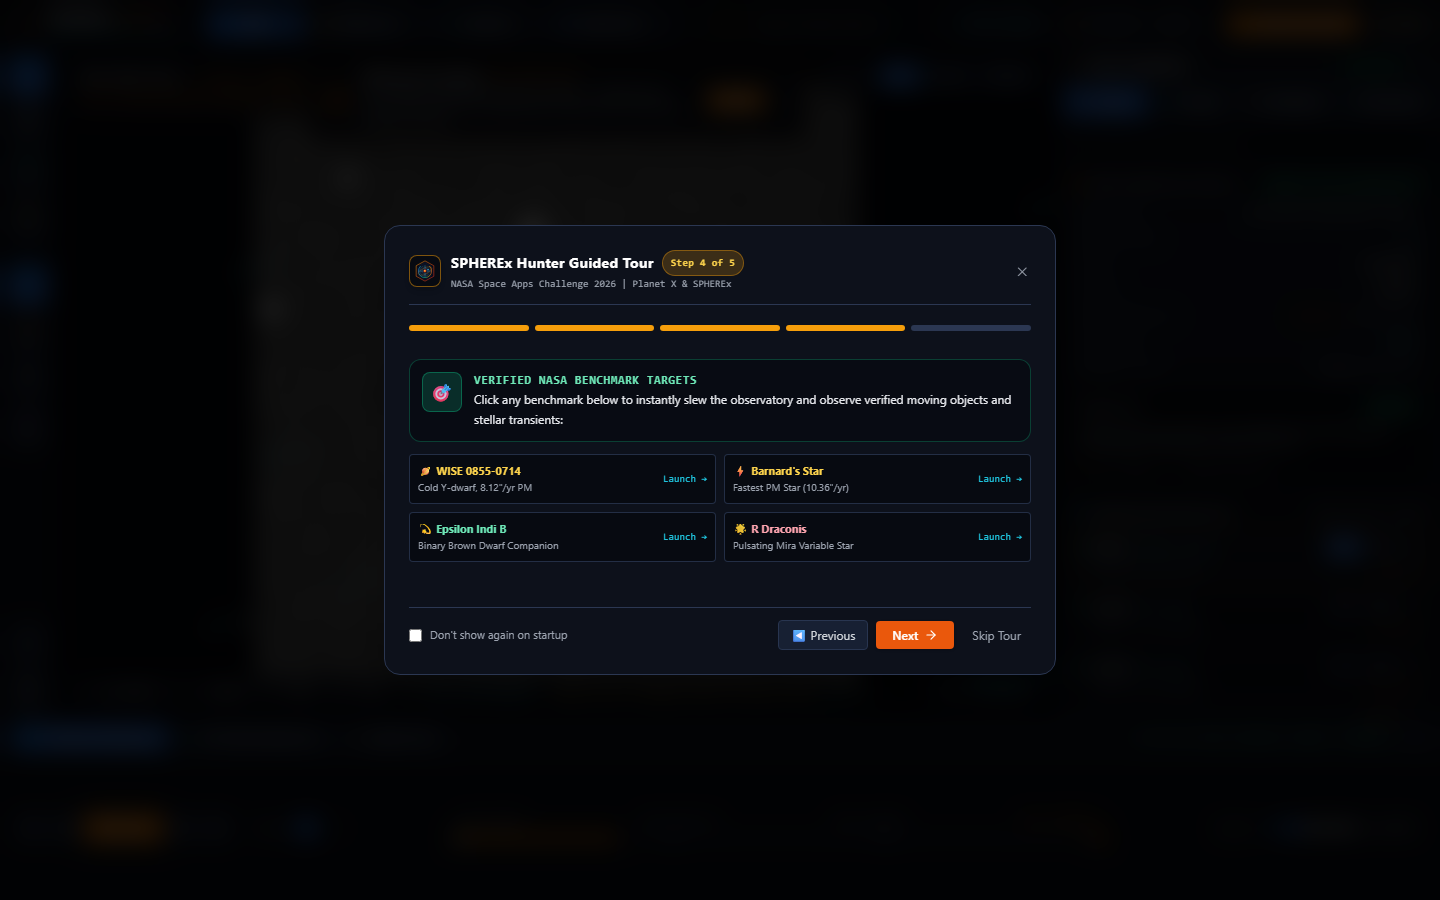 SPHEREx Hunter Guided Tour
Step 4 of 5
NASA Space Apps Challenge 2026 | Planet X & SPHEREx
VERIFIED NASA BENCHMARK TARGETS
Click any benchmark below to instantly slew the observatory and observe verified moving objects and
stellar transients:
WISE 0855-0714
Cold Y-dwarf, 8.12"/yr PM
Launch →
Barnard's Star
Fastest PM Star (10.36"/yr)
Launch →
Epsilon Indi B
Binary Brown Dwarf Companion
Launch →
R Draconis
Pulsating Mira Variable Star
Launch →
Don't show again on startup
Previous
Next →
Skip Tour